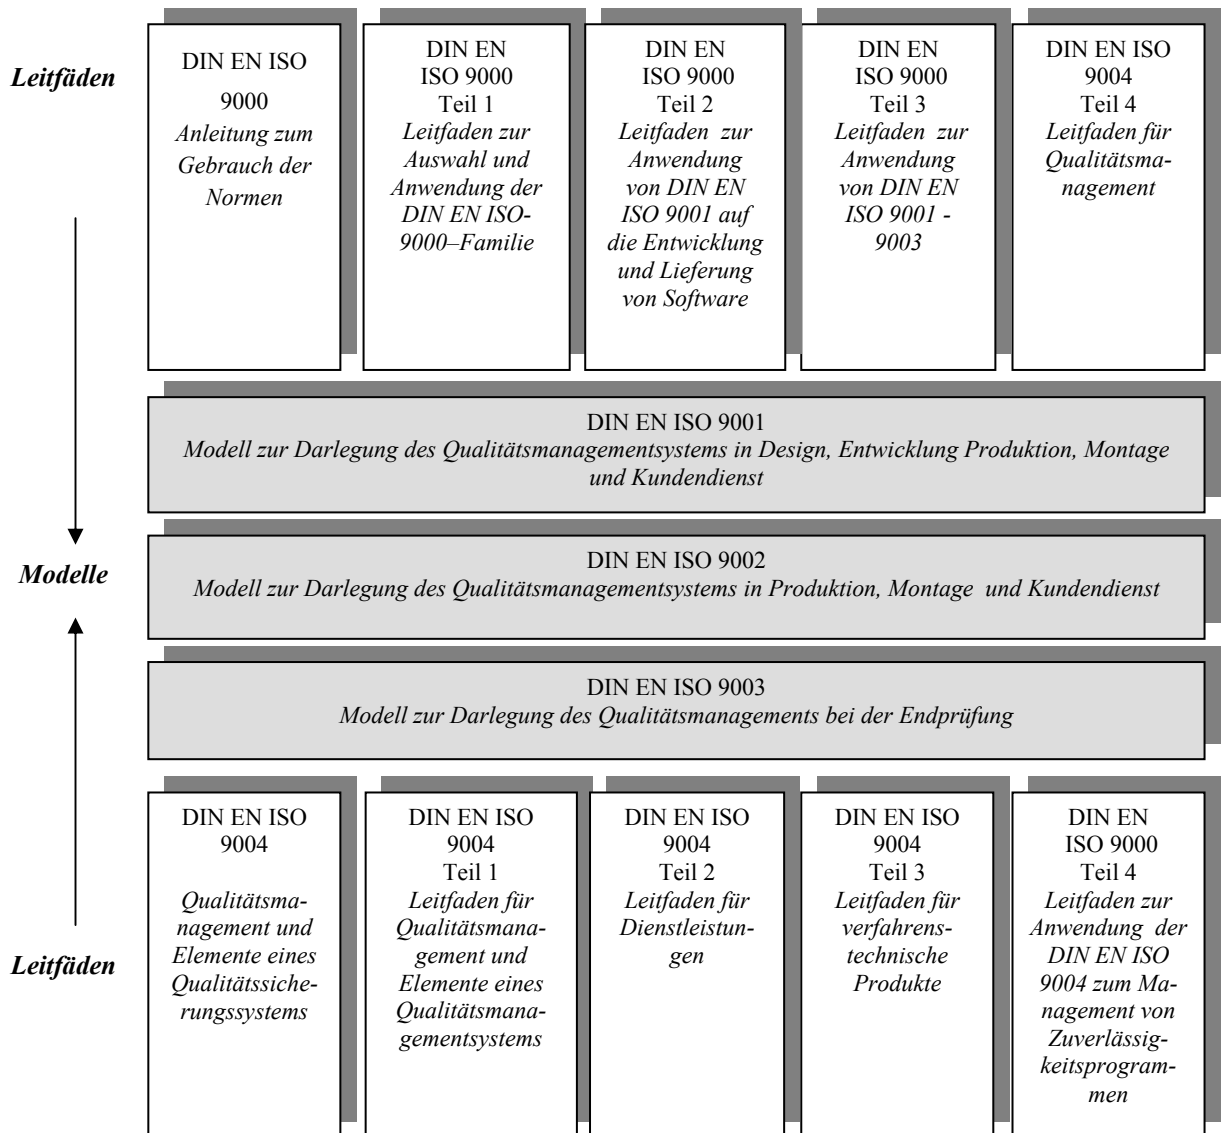 Leitfäden
DIN EN ISO
9000
Anleitung zum
Gebrauch der
Normen
DIN EN
ISO 9000
Teil 1
Leitfaden zur
Auswahl und
Anwendung der
DIN EN ISO-
9000–Familie
DIN EN
ISO 9000
Teil 2
Leitfaden zur
Anwendung
von DIN EN
ISO 9001 auf
die Entwicklung
und Lieferung
von Software
DIN EN
ISO 9000
Teil 3
Leitfaden zur
Anwendung
von DIN EN
ISO 9001 -
9003
DIN EN ISO
9004
Teil 4
Leitfaden für
Qualitätsma-
nagement
DIN EN ISO 9001
Modell zur Darlegung des Qualitätsmanagementsystems in Design, Entwicklung Produktion, Montage
und Kundendienst
Modelle
DIN EN ISO 9002
Modell zur Darlegung des Qualitätsmanagementsystems in Produktion, Montage und Kundendienst
DIN EN ISO 9003
Modell zur Darlegung des Qualitätsmanagements bei der Endprüfung
Leitfäden
DIN EN ISO
9004
Qualitätsma-
nagement und
Elemente eines
Qualitätssiche-
rungssystems
DIN EN ISO
9004
Teil 1
Leitfaden für
Qualitätsmana-
gement und
Elemente eines
Qualitätsmana-
gementsystems
DIN EN ISO
9004
Teil 2
Leitfaden für
Dienstleistun-
gen
DIN EN ISO
9004
Teil 3
Leitfaden für
verfahrens-
technische
Produkte
DIN EN
ISO 9000
Teil 4
Leitfaden zur
Anwendung der
DIN EN ISO
9004 zum Ma-
nagement von
Zuverlässig-
keitsprogram-
men